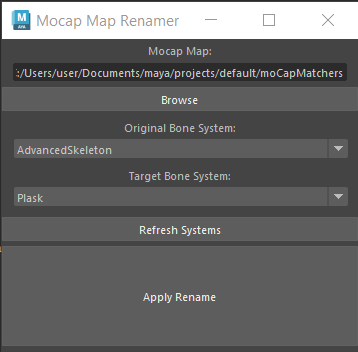 Mocap Map Renamer
Mocap Map:
:/Users/user/Documents/maya/projects/default/moCapMatchers
Browse
Original Bone System:
AdvancedSkeleton
Target Bone System:
Plask
Refresh Systems
Apply Rename